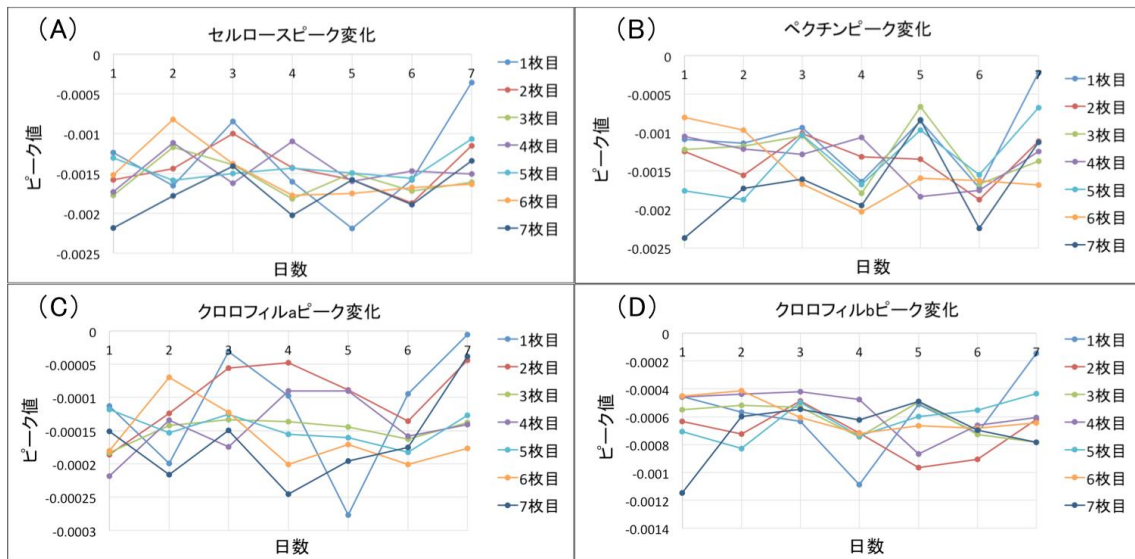 (A)
セルロースピーク変化
0
-0.0005
-0.001
-0.0015
-0.002
-0.0025
1 2 3 4 5 6 7
ピーク値
日数
1枚目
2枚目
3枚目
4枚目
5枚目
6枚目
7枚目
(B)
ペクチンピーク変化
0
-0.0005
-0.001
-0.0015
-0.002
-0.0025
1 2 3 4 5 6 7
ピーク値
日数
1枚目
2枚目
3枚目
4枚目
5枚目
6枚目
7枚目
(C)
クロロフィルaピーク変化
0
-0.00005
-0.0001
-0.00015
-0.0002
-0.00025
-0.0003
1 2 3 4 5 6 7
ピーク値
日数
1枚目
2枚目
3枚目
4枚目
5枚目
6枚目
7枚目
(D)
クロロフィルbピーク変化
0
-0.0002
-0.0004
-0.0006
-0.0008
-0.001
-0.0012
-0.0014
1 2 3 4 5 6 7
ピーク値
日数
1枚目
2枚目
3枚目
4枚目
5枚目
6枚目
7枚目